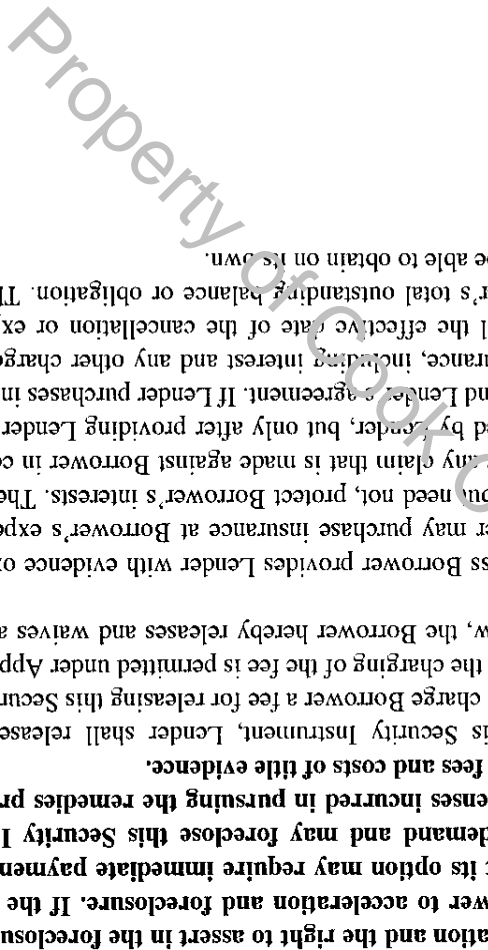 ation and the right to assert in the foreclosu
wer to acceleration and foreclosure. If the
t its option may require immediate paymen
demand and may foreclose this Security I
enses incurred in pursuing the remedies pr
fees and costs of title evidence.
is Security Instrument, Lender shall release
charge Borrower a fee for releasing this Secur
the charging of the fee is permitted under App
w, the Borrower hereby releases and waives a
ss Borrower provides Lender with evidence o
er may purchase insurance at Borrower's expe
but need not, protect Borrower's interests. The
any claim that is made against Borrower in c
ed by Lender, but only after providing Lender
nd Lender's agreement. If Lender purchases in
urance, including interest and any other charge
l the effective date of the cancellation or ex
r's total outstanding balance or obligation. Th
e able to obtain on its own.
Property of Cook C